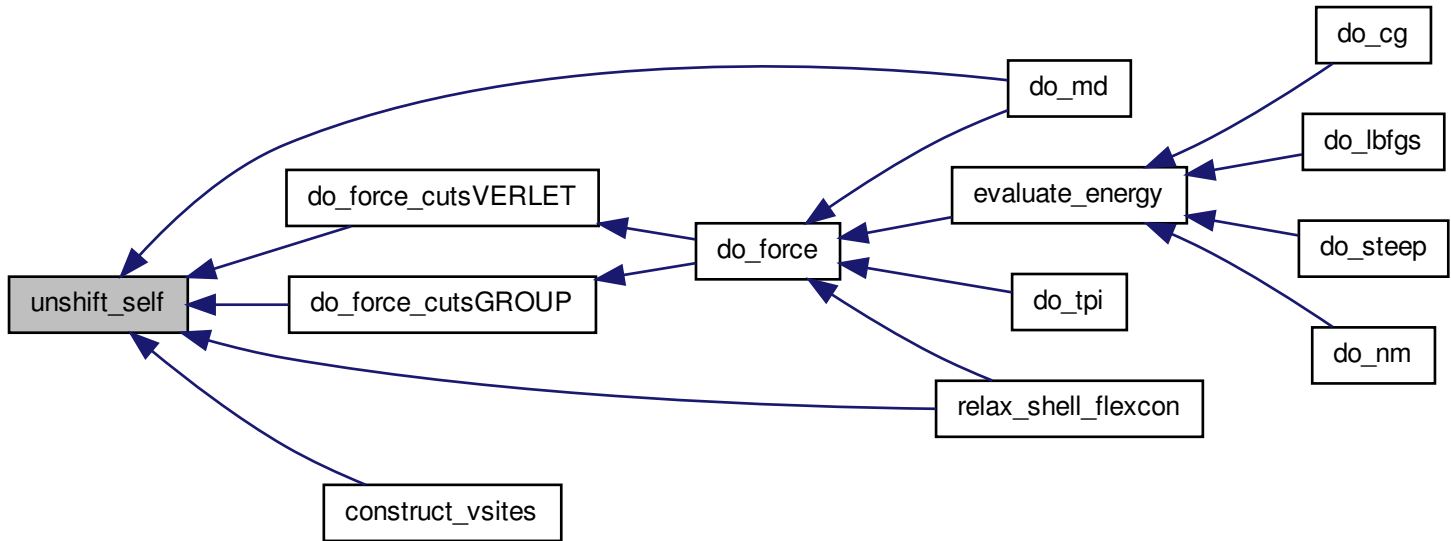 do_cg
do_md
do_lbfgs
do_force_cutsVERLET
evaluate_energy
do_force
do_steep
unshift_self
do_force_cutsGROUP
do_tpi
do_nm
relax_shell_flexcon
construct_vsites